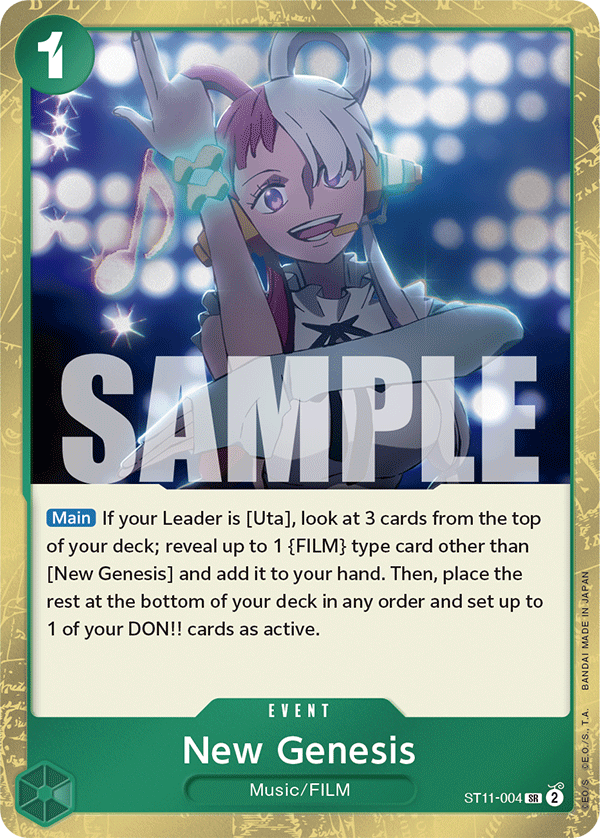 1
SAMPLE
Main If your Leader is [Uta], look at 3 cards from the top
of your deck; reveal up to 1 {FILM} type card other than
[New Genesis] and add it to your hand. Then, place the
rest at the bottom of your deck in any order and set up to
1 of your DON!! cards as active.
EVENT
New Genesis
Music/FILM
ST11-004 SR 2
©E.O./S. ©E.O./S., T.A. BANDAI MADE IN JAPAN